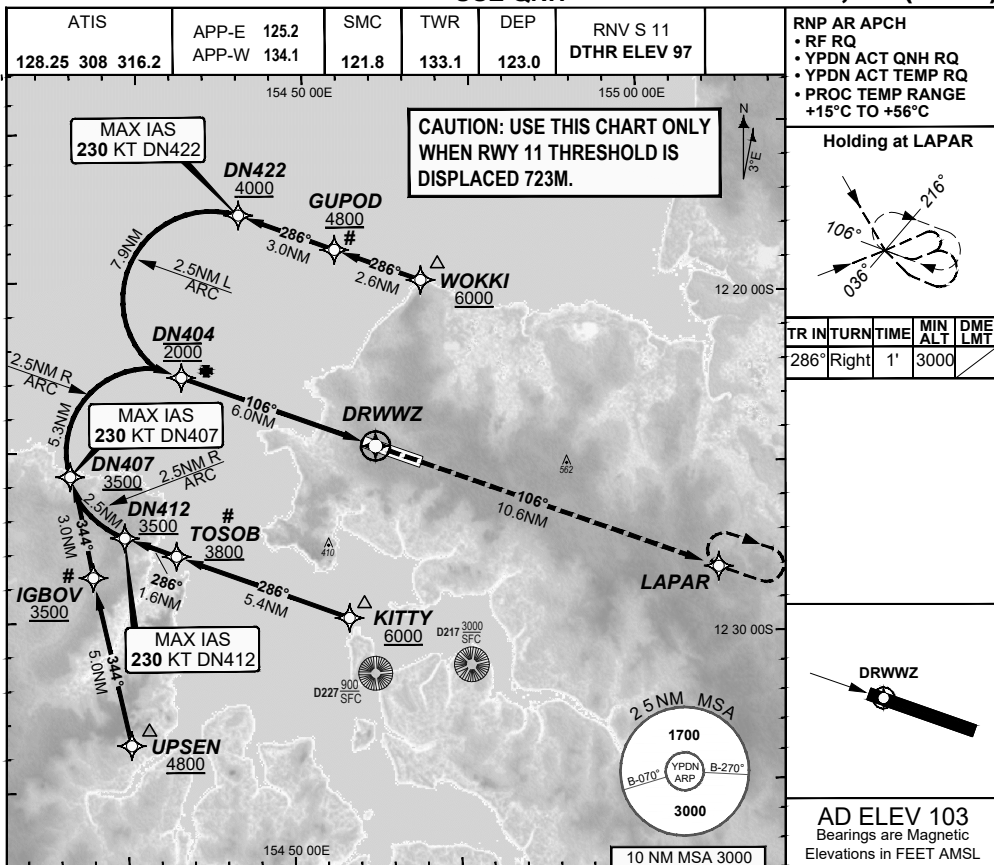 USE QNH
ATIS
128.25 308 316.2
APP-E 125.2
APP-W 134.1
SMC
121.8
TWR
133.1
DEP
123.0
RNV S 11
DTHR ELEV 97
RNP AR APCH
• RF RQ
• YPDN ACT QNH RQ
• YPDN ACT TEMP RQ
• PROC TEMP RANGE
+15°C TO +56°C
154 50 00E
155 00 00E
MAX IAS
230 KT DN422
CAUTION: USE THIS CHART ONLY
WHEN RWY 11 THRESHOLD IS
DISPLACED 723M.
N
3°E
DN422
4000
GUPOD
4800
#
286°
3.0NM
286°
2.6NM
WOKKI
6000
7.9NM
2.5NM L
ARC
12 20 00S
DN404
2000
2.5NM R
ARC
106°
6.0NM
DRWWZ
5.3NM
MAX IAS
230 KT DN407
DN407
3500
2.5NM R
ARC
562
106°
10.6NM
2.5NM
DN412
3500
#
TOSOB
3800
410
LAPAR
3.0NM
344°
#
IGBOV
3500
286°
1.6NM
286°
5.4NM
KITTY
6000
12 30 00S
MAX IAS
230 KT DN412
D217 3000
SFC
D227 900
SFC
344°
5.0NM
UPSEN
4800
25NM MSA
1700
YPDN
ARP
B-070°
B-270°
3000
154 50 00E
10 NM MSA 3000
Holding at LAPAR
216°
106°
036°
TR IN TURN TIME MIN ALT DME LMT
286° Right 1' 3000
DRWWZ
AD ELEV 103
Bearings are Magnetic
Elevations in FEET AMSL